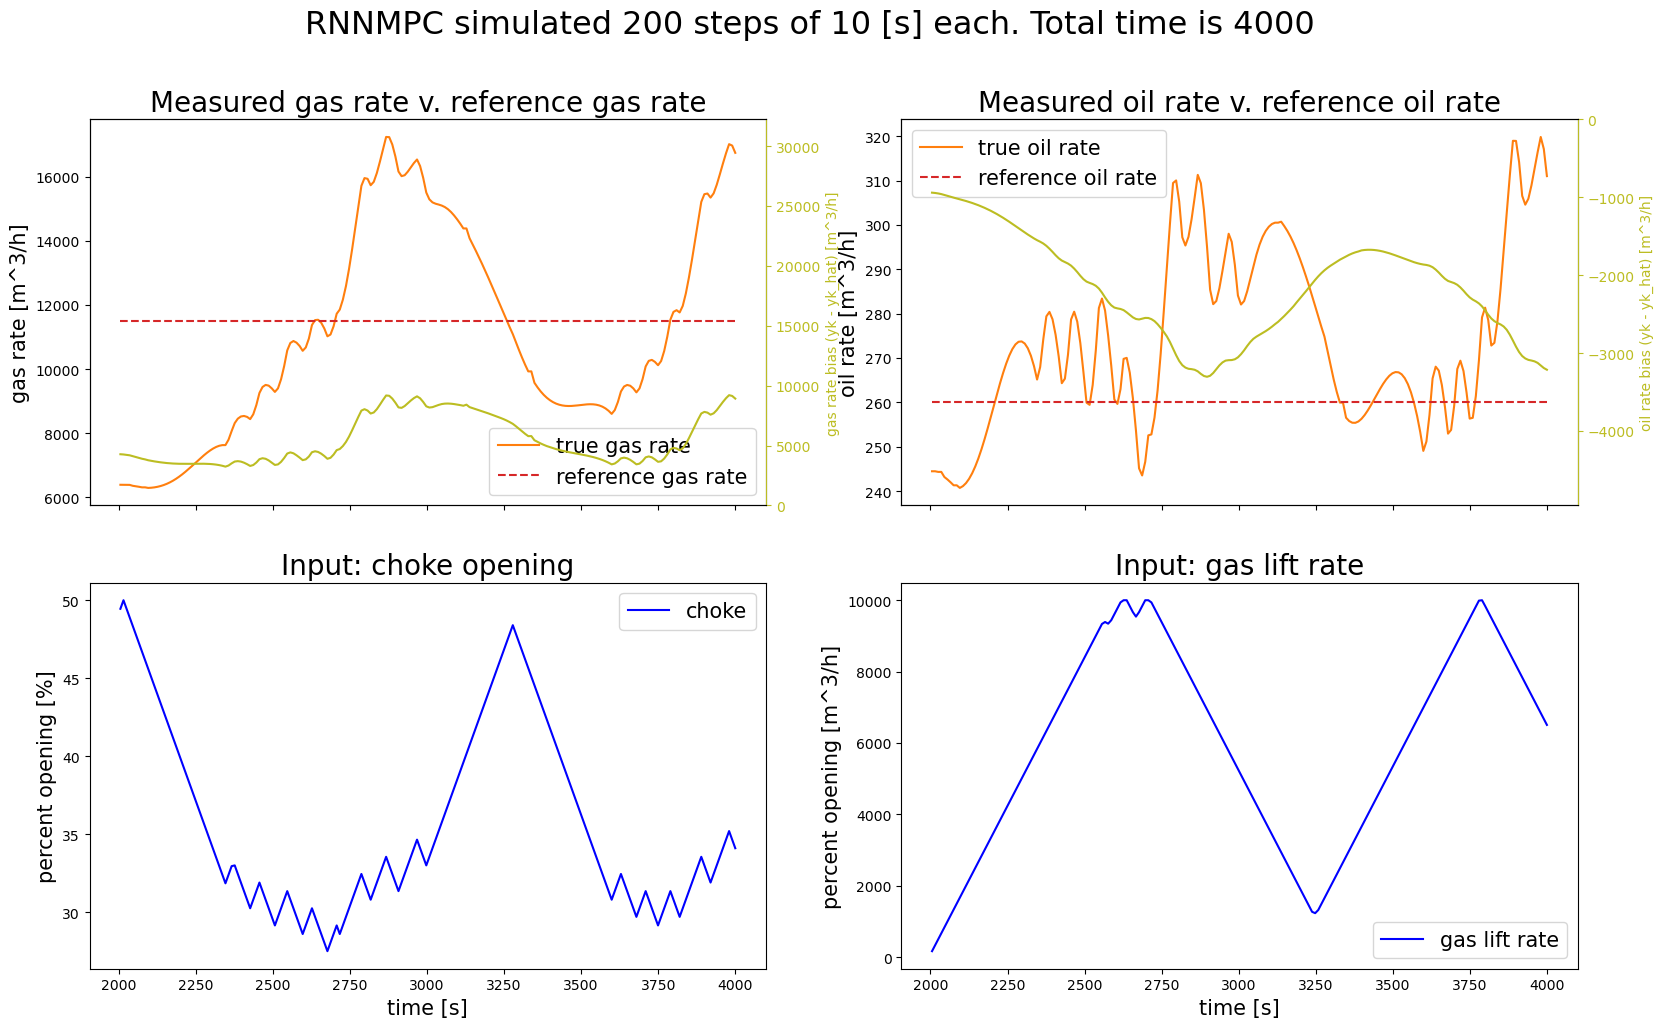 RNNMPC simulated 200 steps of 10 [s] each. Total time is 4000
Measured gas rate v. reference gas rate
gas rate [m^3/h]
16000
14000
12000
10000
8000
6000
true gas rate
reference gas rate
30000
25000
20000
15000
10000
5000
0
gas rate bias (yk - yk_hat) [m^3/h]
Measured oil rate v. reference oil rate
oil rate [m^3/h]
320
310
300
290
280
270
260
250
240
true oil rate
reference oil rate
0
−1000
−2000
−3000
−4000
oil rate bias (yk - yk_hat) [m^3/h]
Input: choke opening
percent opening [%]
50
45
40
35
30
choke
2000
2250
2500
2750
3000
3250
3500
3750
4000
time [s]
Input: gas lift rate
percent opening [m^3/h]
10000
8000
6000
4000
2000
0
gas lift rate
2000
2250
2500
2750
3000
3250
3500
3750
4000
time [s]